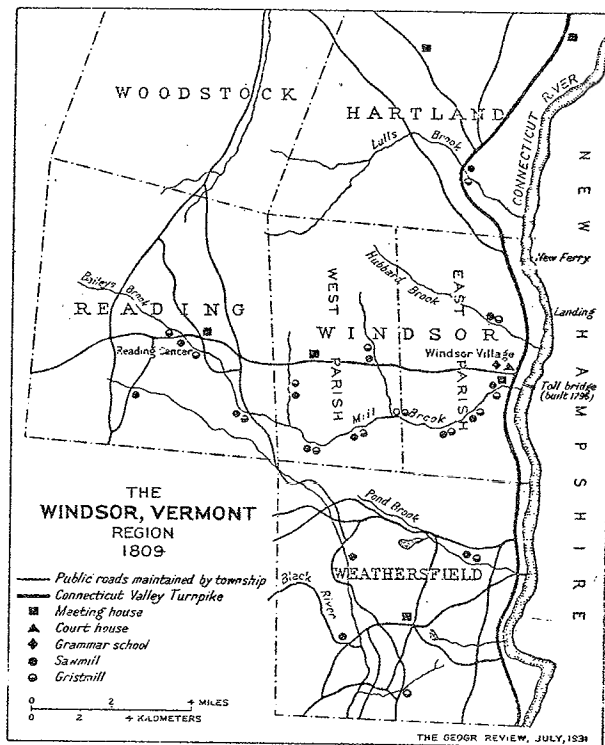 WOODSTOCK
HARTLAND
Lulls Brook
CONNECTICUT RIVER
NEW HAMPSHIRE
New Ferry
Landing
Toll bridge
(built 1796)
Baileys Brook
READING
Reading Center
WEST PARISH
EAST PARISH
WINDSOR
Hubbard Brook
Windsor Village
Mill Brook
Pond Brook
WEATHERSFIELD
Black River
THE
WINDSOR, VERMONT
REGION
1809
Public roads maintained by township
Connecticut Valley Turnpike
Meeting house
Court house
Grammar school
Sawmill
Gristmill
0 2 4 MILES
0 2 4 KILOMETERS
THE GEOGR REVIEW, JULY, 1931